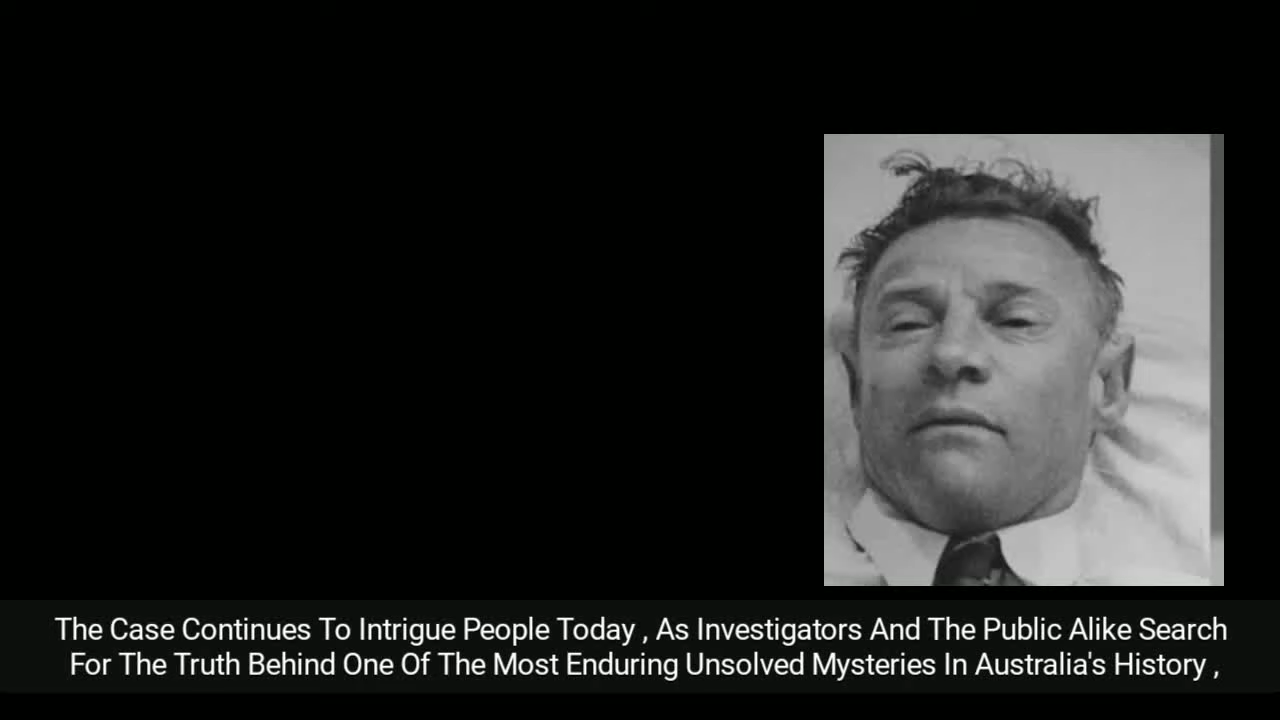 The Case Continues To Intrigue People Today , As Investigators And The Public Alike Search
For The Truth Behind One Of The Most Enduring Unsolved Mysteries In Australia's History ,